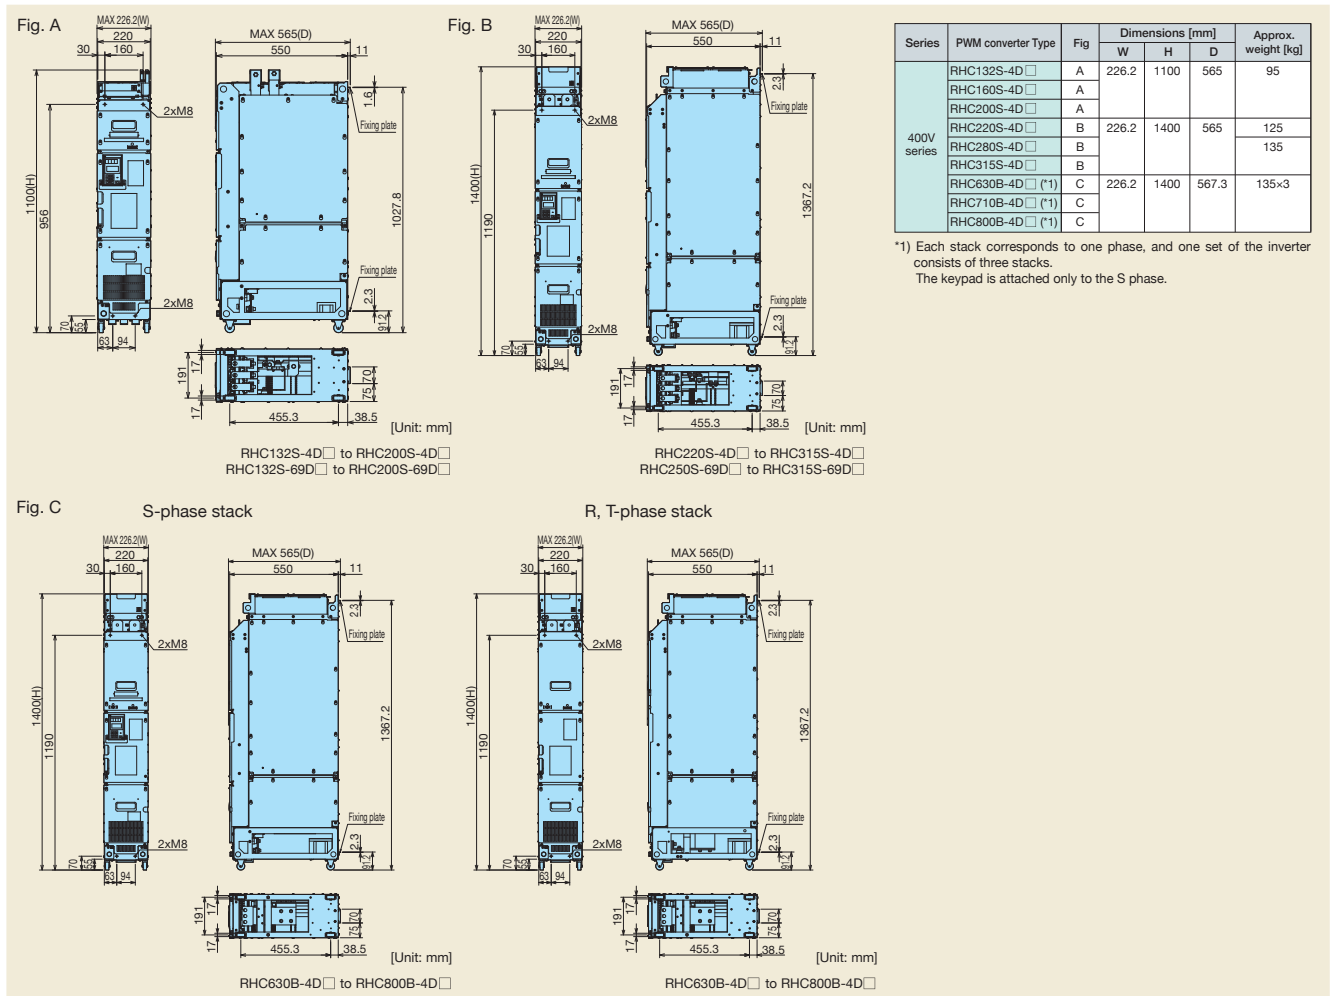 Fig. A
MAX 226.2(W)
220
30 160
MAX 565(D)
550 11
1100(H)
956
2xM8
1.6
Fixing plate
1027.8
Fixing plate
2xM8
2.3
91.2
70
55
63 94
191
17
17
70
75
455.3 38.5
[Unit: mm]
RHC132S-4D□ to RHC200S-4D□
RHC132S-69D□ to RHC200S-69D□
Fig. B
MAX 226.2(W)
220
30 160
MAX 565(D)
550 11
1400(H)
1190
2xM8
2.3
Fixing plate
1367.2
Fixing plate
2xM8
2.3
91.2
70
55
63 94
191
17
17
70
75
455.3 38.5
[Unit: mm]
RHC220S-4D□ to RHC315S-4D□
RHC250S-69D□ to RHC315S-69D□
Series PWM converter Type Fig Dimensions [mm] Approx. weight [kg]
W H D
400V series
RHC132S-4D□ A 226.2 1100 565 95
RHC160S-4D□ A
RHC200S-4D□ A
RHC220S-4D□ B 226.2 1400 565 125
RHC280S-4D□ B 135
RHC315S-4D□ B
RHC630B-4D□ (*1) C 226.2 1400 567.3 135×3
RHC710B-4D□ (*1) C
RHC800B-4D□ (*1) C
*1) Each stack corresponds to one phase, and one set of the inverter
consists of three stacks.
The keypad is attached only to the S phase.
Fig. C
S-phase stack
MAX 226.2(W)
220
30 160
MAX 565(D)
550 11
1400(H)
1190
2xM8
2.3
Fixing plate
1367.2
Fixing plate
2xM8
2.3
91.2
70
55
63 94
191
17
17
70
75
455.3 38.5
[Unit: mm]
RHC630B-4D□ to RHC800B-4D□
R, T-phase stack
MAX 226.2(W)
220
30 160
MAX 565(D)
550 11
1400(H)
1190
2xM8
2.3
Fixing plate
1367.2
Fixing plate
2xM8
2.3
91.2
70
55
63 94
191
17
17
70
75
455.3 38.5
[Unit: mm]
RHC630B-4D□ to RHC800B-4D□